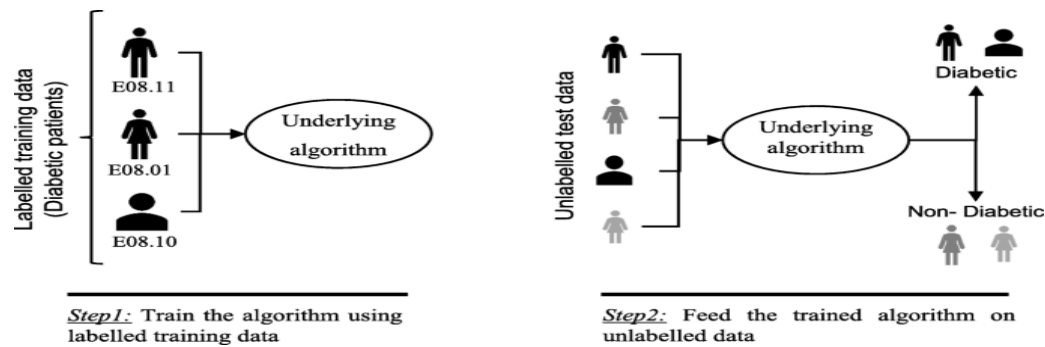 Labelled training data
(Diabetic patients)
E08.11
E08.01
E08.10
Underlying
algorithm
Step1: Train the algorithm using
labelled training data
Unlabelled test data
Underlying
algorithm
Diabetic
Non- Diabetic
Step2: Feed the trained algorithm on
unlabelled data